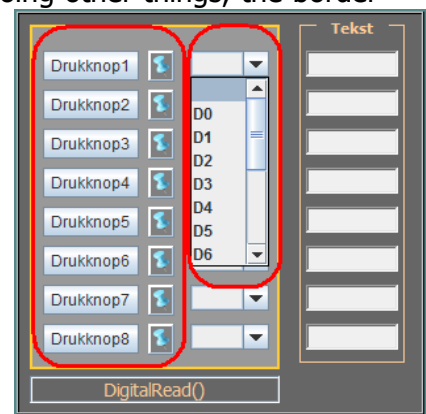 oing other things, the border
Tekst
Drukknop1
Drukknop2
D0
Drukknop3
D1
D2
Drukknop4
D3
D4
Drukknop5
D5
Drukknop6
D6
Drukknop7
Drukknop8
DigitalRead()